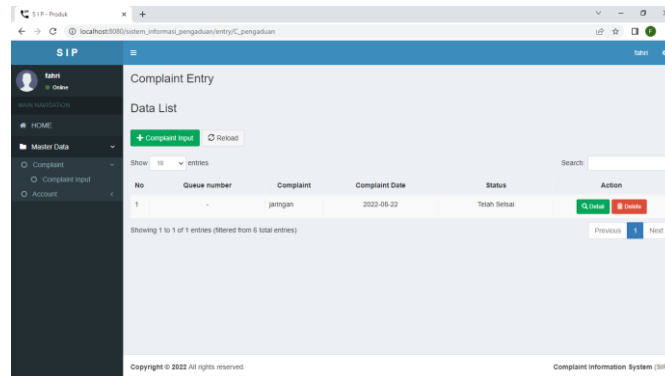 S I P - Produk
localhost:8080/sistem_informasi_pengaduan/entry/C_pengaduan
SIP
fahri
fahri
Online
MAIN NAVIGATION
HOME
Master Data
Complaint
Complaint Input
Account
Complaint Entry
Data List
Complaint Input Reload
Show 10 entries Search:
No Queue number Complaint Complaint Date Status Action
1 - jaringan 2022-08-22 Telah Selsai Detail Delete
Showing 1 to 1 of 1 entries (filtered from 6 total entries) Previous 1 Next
Copyright © 2022 All rights reserved. Complaint Information System (SIP